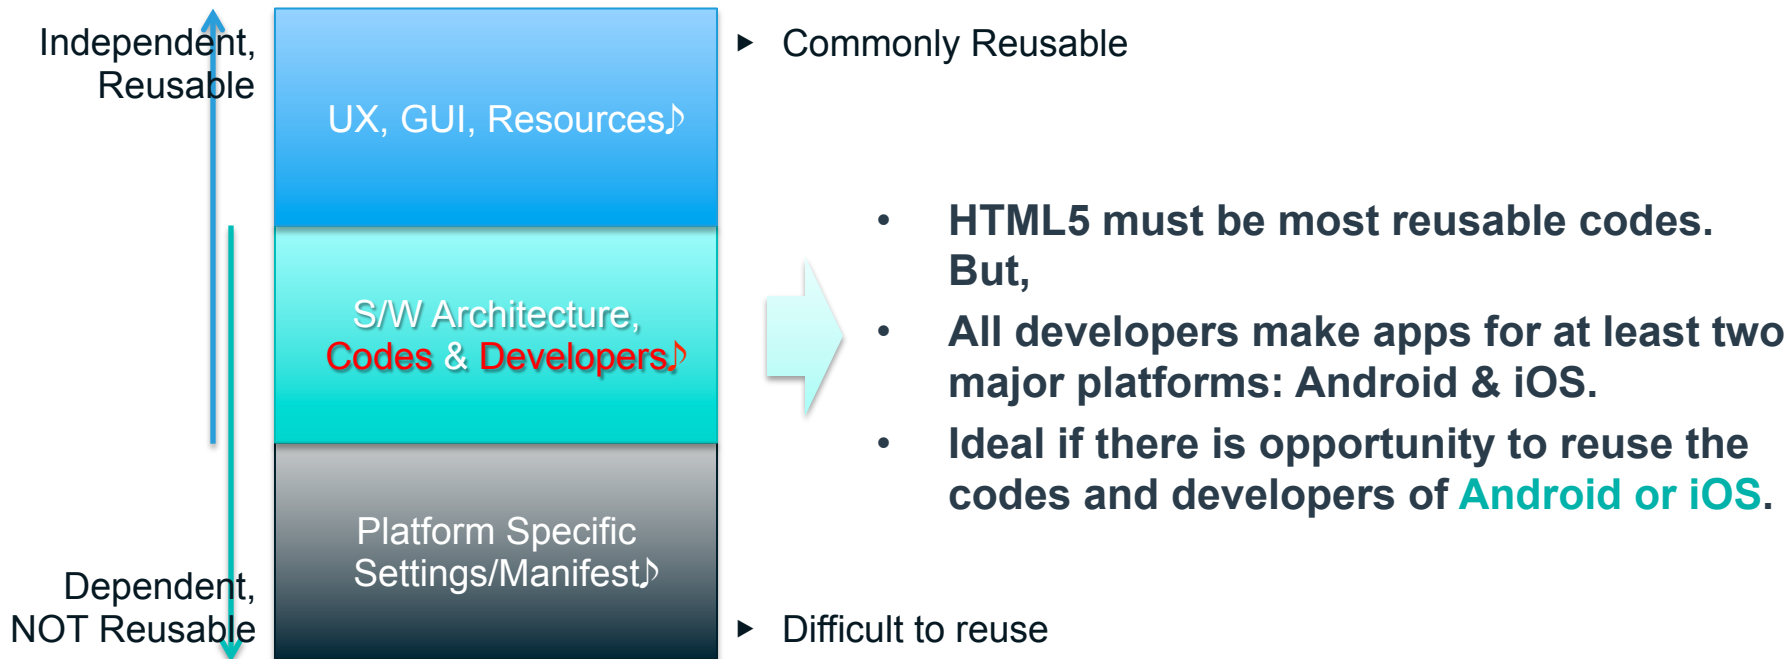 Independent,
Reusable
UX, GUI, Resources♪
S/W Architecture,
Codes & Developers♪
Platform Specific
Settings/Manifest♪
Dependent,
NOT Reusable
▶ Commonly Reusable
• HTML5 must be most reusable codes.
But,
• All developers make apps for at least two
major platforms: Android & iOS.
• Ideal if there is opportunity to reuse the
codes and developers of Android or iOS.
▶ Difficult to reuse